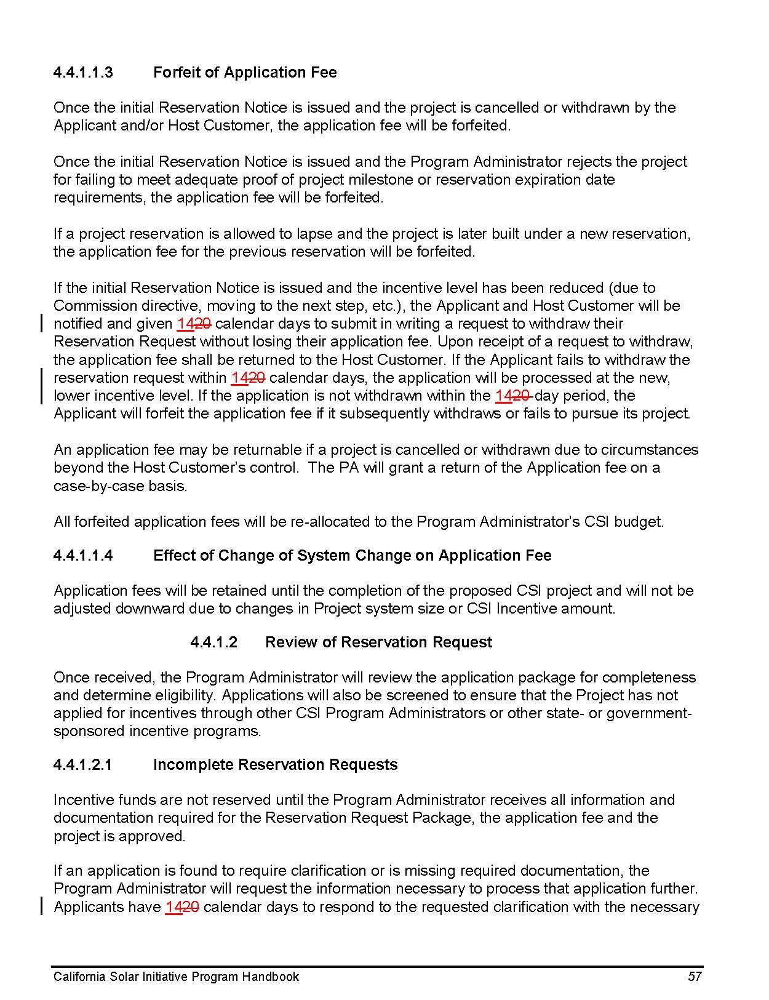 4.4.1.1.3 Forfeit of Application Fee
Once the initial Reservation Notice is issued and the project is cancelled or withdrawn by the
Applicant and/or Host Customer, the application fee will be forfeited.
Once the initial Reservation Notice is issued and the Program Administrator rejects the project
for failing to meet adequate proof of project milestone or reservation expiration date
requirements, the application fee will be forfeited.
If a project reservation is allowed to lapse and the project is later built under a new reservation,
the application fee for the previous reservation will be forfeited.
If the initial Reservation Notice is issued and the incentive level has been reduced (due to
Commission directive, moving to the next step, etc.), the Applicant and Host Customer will be
notified and given 1420 calendar days to submit in writing a request to withdraw their
Reservation Request without losing their application fee. Upon receipt of a request to withdraw,
the application fee shall be returned to the Host Customer. If the Applicant fails to withdraw the
reservation request within 1420 calendar days, the application will be processed at the new,
lower incentive level. If the application is not withdrawn within the 1420-day period, the
Applicant will forfeit the application fee if it subsequently withdraws or fails to pursue its project.
An application fee may be returnable if a project is cancelled or withdrawn due to circumstances
beyond the Host Customer’s control. The PA will grant a return of the Application fee on a
case-by-case basis.
All forfeited application fees will be re-allocated to the Program Administrator’s CSI budget.
4.4.1.1.4 Effect of Change of System Change on Application Fee
Application fees will be retained until the completion of the proposed CSI project and will not be
adjusted downward due to changes in Project system size or CSI Incentive amount.
4.4.1.2 Review of Reservation Request
Once received, the Program Administrator will review the application package for completeness
and determine eligibility. Applications will also be screened to ensure that the Project has not
applied for incentives through other CSI Program Administrators or other state- or government-
sponsored incentive programs.
4.4.1.2.1 Incomplete Reservation Requests
Incentive funds are not reserved until the Program Administrator receives all information and
documentation required for the Reservation Request Package, the application fee and the
project is approved.
If an application is found to require clarification or is missing required documentation, the
Program Administrator will request the information necessary to process that application further.
Applicants have 1420 calendar days to respond to the requested clarification with the necessary
California Solar Initiative Program Handbook 57